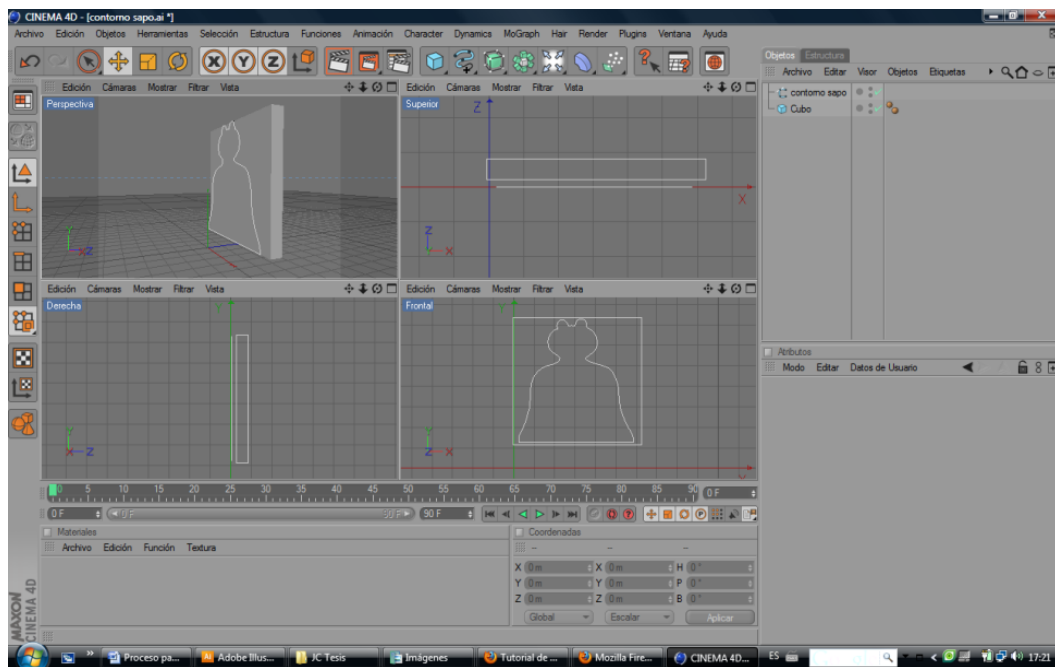 CINEMA 4D - [contorno sapo.ai *]
Archivo Edición Objetos Herramientas Selección Estructura Funciones Animación Character Dynamics MoGraph Hair Render Plugins Ventana Ayuda
Objetos Estructura
Archivo Editar Visor Objetos Etiquetas
contorno sapo
Cubo
Edición Cámaras Mostrar Filtrar Vista
Perspectiva
Edición Cámaras Mostrar Filtrar Vista
Superior
Z
X
Z
X
Y
Z
X
Edición Cámaras Mostrar Filtrar Vista
Derecha
Y
Y
X Z
Edición Cámaras Mostrar Filtrar Vista
Frontal
Y
Z X
Atributos
Modo Editar Datos de Usuario
0 5 10 15 20 25 30 35 40 45 50 55 60 65 70 75 80 85 90 0 F
0 F 0 F 90 F 90 F
Materiales
Archivo Edición Función Textura
Coordenadas
X 0 m X 0 m H 0 °
Y 0 m Y 0 m P 0 °
Z 0 m Z 0 m B 0 °
Global Escalar Aplicar
MAXON
CINEMA 4D
Proceso pa... Adobe Illus... JC Tesis Imágenes Tutorial de ... Mozilla Fire... CINEMA 4D... ES 17:21